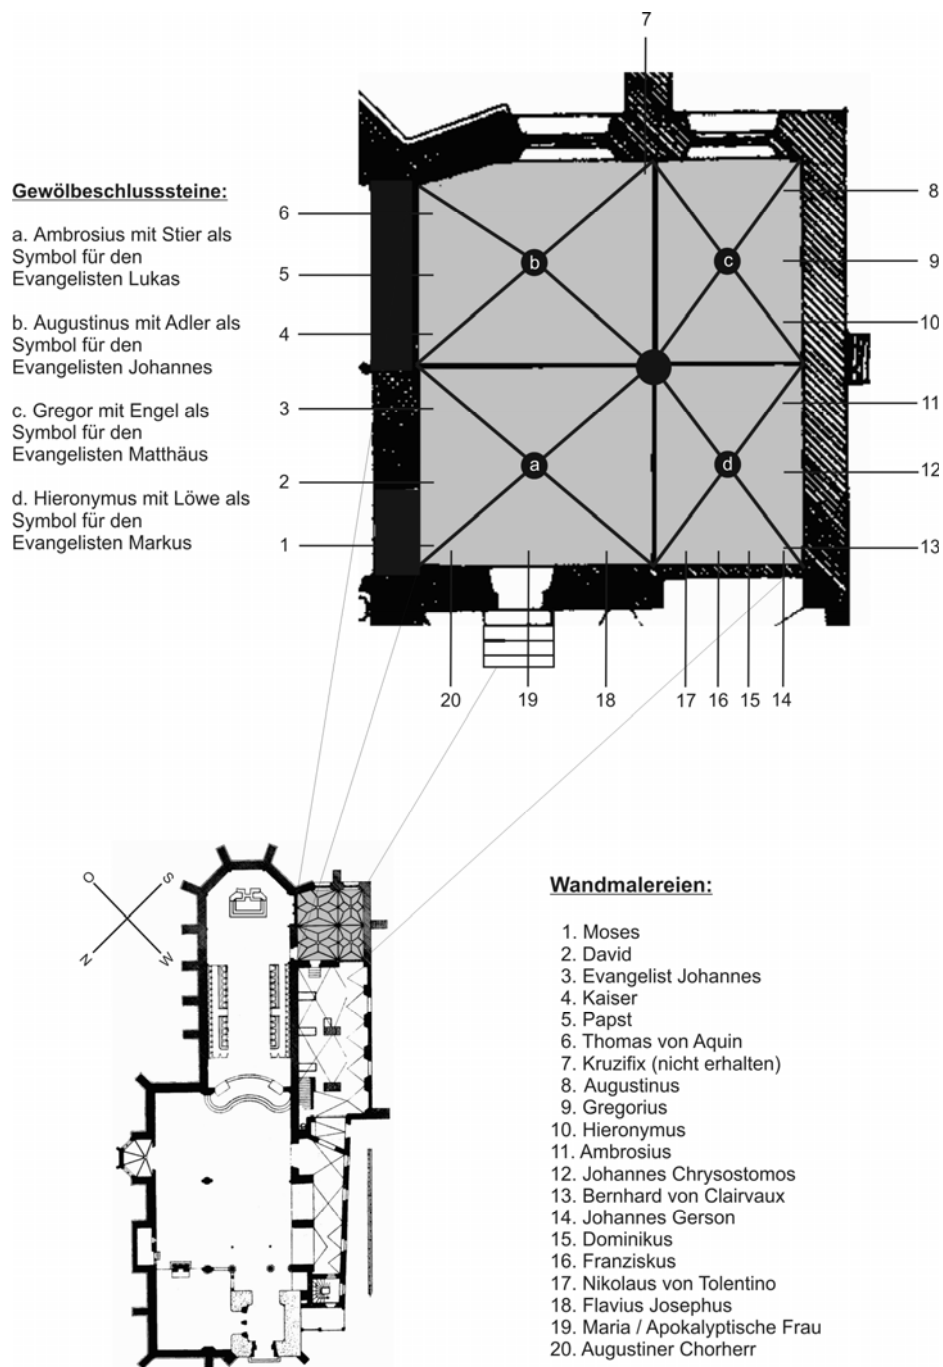 7
Gewölbeschlusssteine:
a. Ambrosius mit Stier als
Symbol für den
Evangelisten Lukas
b. Augustinus mit Adler als
Symbol für den
Evangelisten Johannes
c. Gregor mit Engel als
Symbol für den
Evangelisten Matthäus
d. Hieronymus mit Löwe als
Symbol für den
Evangelisten Markus
6
5
4
3
2
1
b
c
a
d
8
9
10
11
12
13
20
19
18
17
16
15
14
O
S
N
W
Wandmalereien:
1. Moses
2. David
3. Evangelist Johannes
4. Kaiser
5. Papst
6. Thomas von Aquin
7. Kruzifix (nicht erhalten)
8. Augustinus
9. Gregorius
10. Hieronymus
11. Ambrosius
12. Johannes Chrysostomos
13. Bernhard von Clairvaux
14. Johannes Gerson
15. Dominikus
16. Franziskus
17. Nikolaus von Tolentino
18. Flavius Josephus
19. Maria / Apokalyptische Frau
20. Augustiner Chorherr